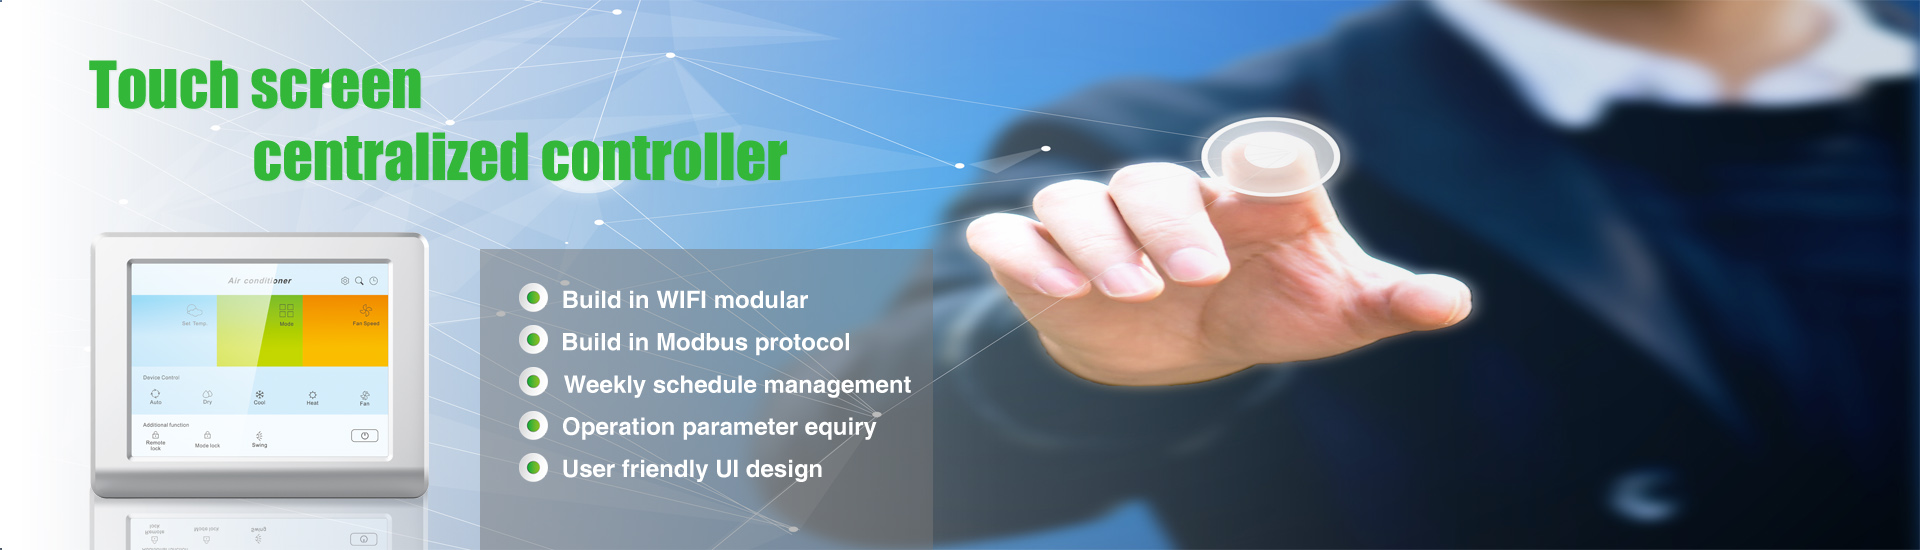 Touch screen
centralized controller
Air conditioner
Set Temp.
Mode
Fan Speed
Device Control
Auto
Dry
Cool
Heat
Fan
Additional function
Remote
lock
Mode lock
Swing
Build in WIFI modular
Build in Modbus protocol
Weekly schedule management
Operation parameter equiry
User friendly UI design